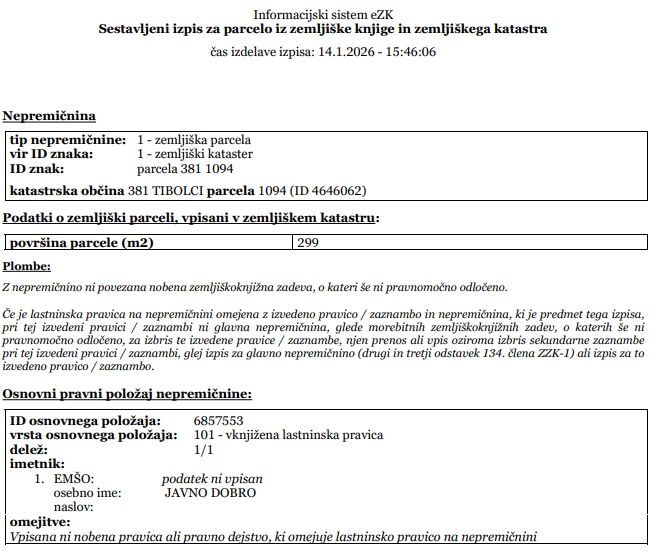 Informacijski sistem eZK
Sestavljeni izpis za parcelo iz zemljiške knjige in zemljiškega katastra
čas izdelave izpisa: 14.1.2026 - 15:46:06
Nepremičnina
tip nepremičnine: 1 - zemljiška parcela
vir ID znaka: 1 - zemljiški kataster
ID znak: parcela 381 1094
katastrska občina 381 TIBOLCI parcela 1094 (ID 4646062)
Podatki o zemljiški parceli, vpisani v zemljiškem katastru:
površina parcele (m2) 299
Plombe:
Z nepremičnino ni povezana nobena zemljiškoknjižna zadeva, o kateri še ni pravnomočno odločeno.
Če je lastninska pravica na nepremičnini omejena z izvedeno pravico / zaznambo in nepremičnina, ki je predmet tega izpisa,
pri tej izvedeni pravici / zaznambi ni glavna nepremičnina, glede morebitnih zemljiškoknjižnih zadev, o katerih še ni
pravnomočno odločeno, za izbris te izvedene pravice / zaznambe, njen prenos ali vpis oziroma izbris sekundarne zaznambe
pri tej izvedeni pravici / zaznambi, glej izpis za glavno nepremičnino (drugi in tretji odstavek 134. člena ZZK-1) ali izpis za to
izvedeno pravico / zaznambo.
Osnovni pravni položaj nepremičnine:
ID osnovnega položaja: 6857553
vrsta osnovnega položaja: 101 - vknjižena lastninska pravica
delež: 1/1
imetnik:
1. EMŠO: podatek ni vpisan
osebno ime: JAVNO DOBRO
naslov:
omejitve:
Vpisana ni nobena pravica ali pravno dejstvo, ki omejuje lastninsko pravico na nepremičnini